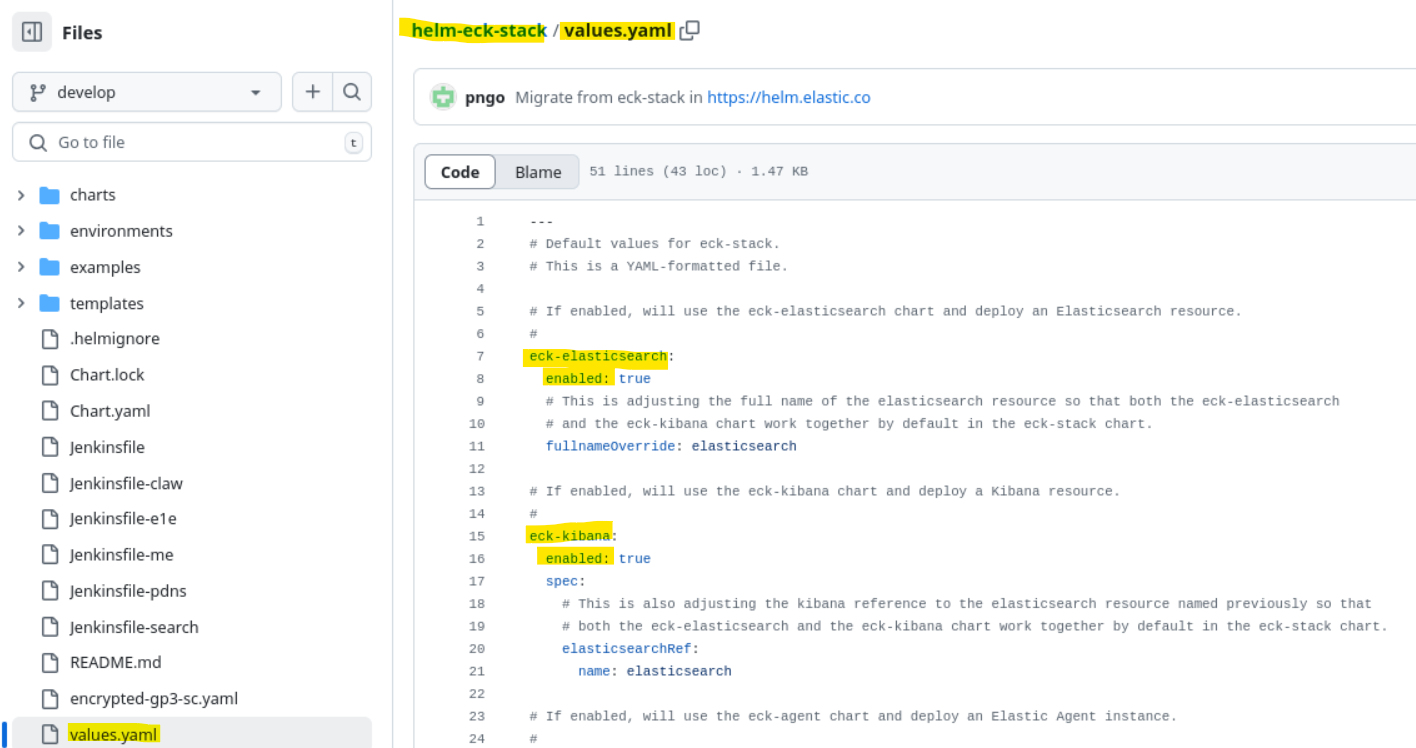 Files
develop
Go to file
t
charts
environments
examples
templates
.helmignore
Chart.lock
Chart.yaml
Jenkinsfile
Jenkinsfile-claw
Jenkinsfile-e1e
Jenkinsfile-me
Jenkinsfile-pdns
Jenkinsfile-search
README.md
encrypted-gp3-sc.yaml
values.yaml
helm-eck-stack / values.yaml
pngo Migrate from eck-stack in https://helm.elastic.co
Code Blame 51 lines (43 loc) · 1.47 KB
1 ---
2 # Default values for eck-stack.
3 # This is a YAML-formatted file.
4
5 # If enabled, will use the eck-elasticsearch chart and deploy an Elasticsearch resource.
6 #
7 eck-elasticsearch:
8   enabled: true
9   # This is adjusting the full name of the elasticsearch resource so that both the eck-elasticsearch
10   # and the eck-kibana chart work together by default in the eck-stack chart.
11   fullnameOverride: elasticsearch
12
13 # If enabled, will use the eck-kibana chart and deploy a Kibana resource.
14 #
15 eck-kibana:
16   enabled: true
17   spec:
18     # This is also adjusting the kibana reference to the elasticsearch resource named previously so that
19     # both the eck-elasticsearch and the eck-kibana chart work together by default in the eck-stack chart.
20     elasticsearchRef:
21       name: elasticsearch
22
23 # If enabled, will use the eck-agent chart and deploy an Elastic Agent instance.
24 #